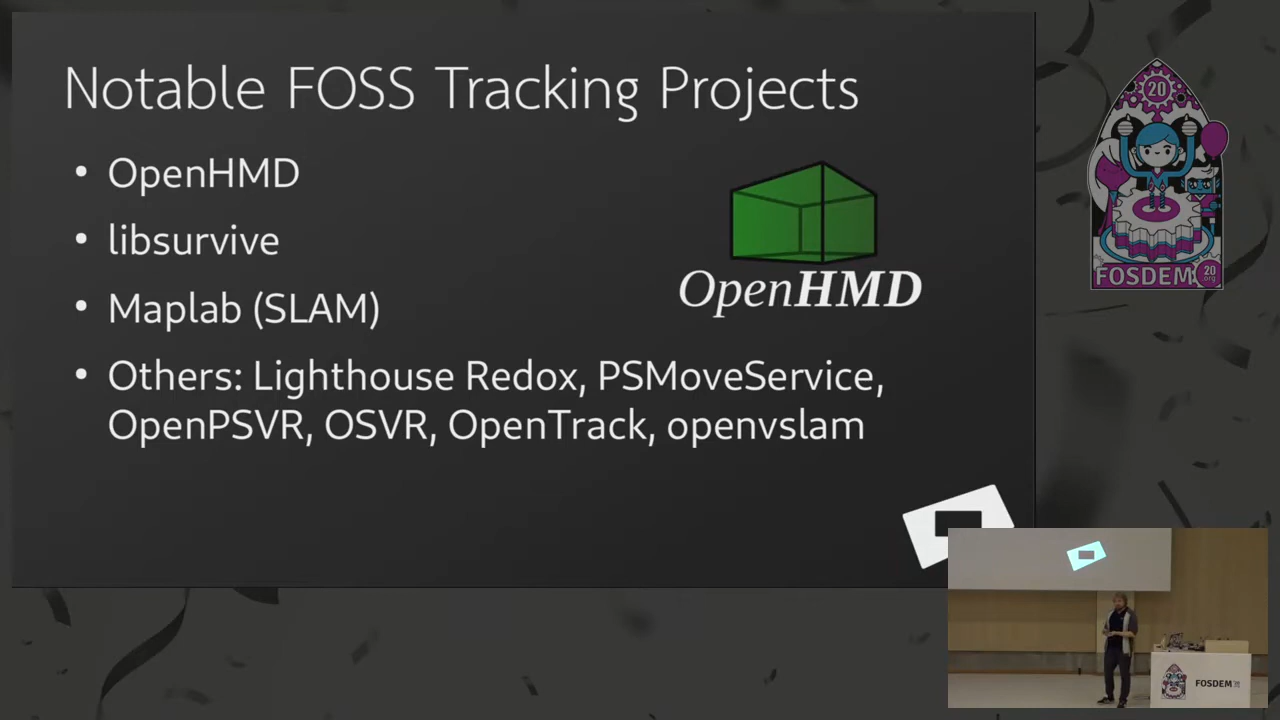 Notable FOSS Tracking Projects
• OpenHMD
• libsurvive
• Maplab (SLAM)
• Others: Lighthouse Redox, PSMoveService,
OpenPSVR, OSVR, OpenTrack, openvslam
OpenHMD
20
FOSDEM 20
.org
FOSDEM